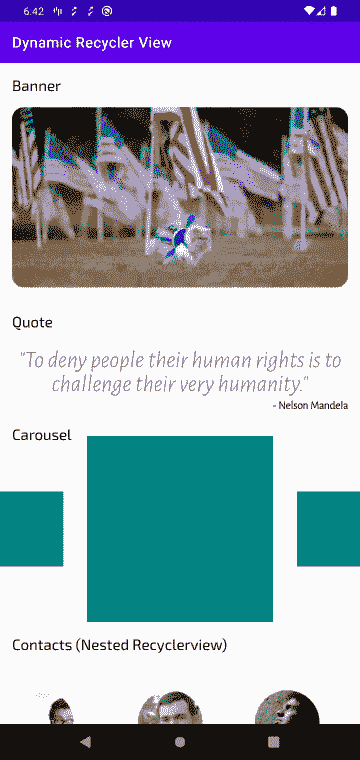 6.42
Dynamic Recycler View
Banner
Quote
"To deny people their human rights is to
challenge their very humanity."
- Nelson Mandela
Carousel
Contacts (Nested Recyclerview)